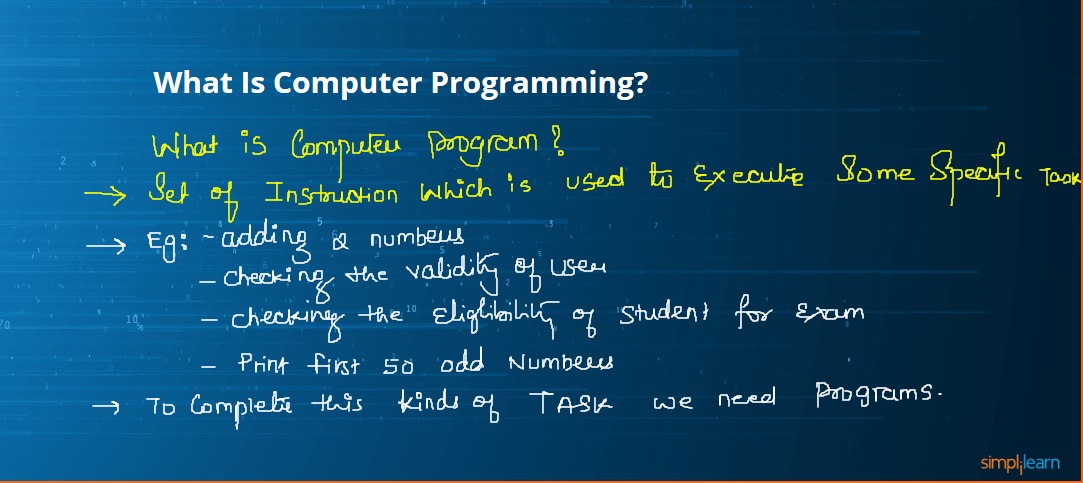 What Is Computer Programming?
What is Computer program?
→ Set of Instruction which is used to Execute Some Specific Task
→ Eg: - adding 2 numbers
- checking the validity of user
- checking the Eligibility of Student for Exam
- Print first 50 odd Numbers
→ To Complete this kinds of TASK we need Programs.
simplilearn